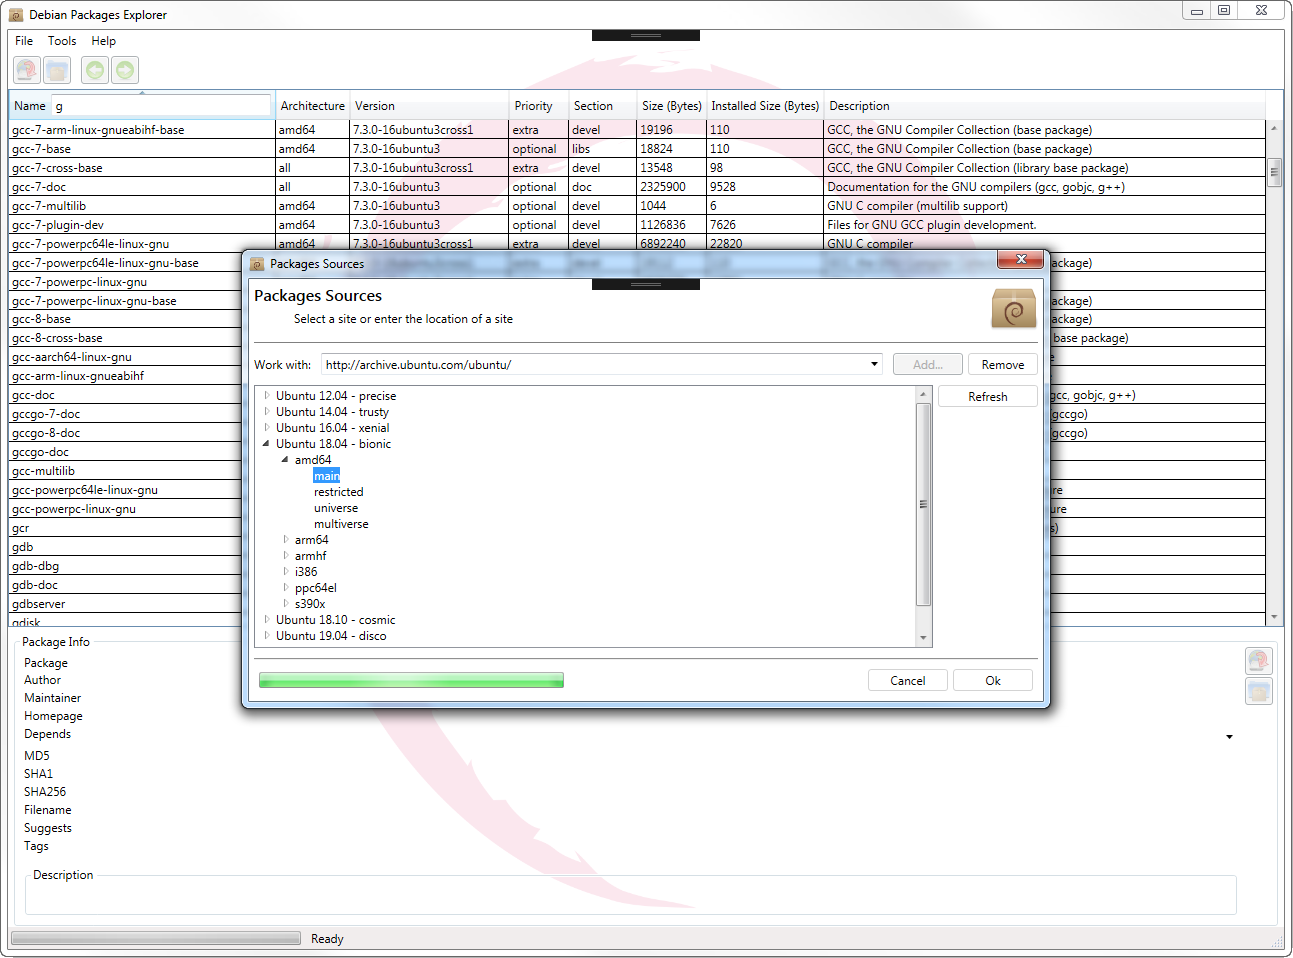 Debian Packages Explorer
File Tools Help
Name g Architecture Version Priority Section Size (Bytes) Installed Size (Bytes) Description
gcc-7-arm-linux-gnueabihf-base amd64 7.3.0-16ubuntu3cross1 extra devel 19196 110 GCC, the GNU Compiler Collection (base package)
gcc-7-base amd64 7.3.0-16ubuntu3 optional libs 18824 110 GCC, the GNU Compiler Collection (base package)
gcc-7-cross-base all 7.3.0-16ubuntu3cross1 extra devel 13548 98 GCC, the GNU Compiler Collection (library base package)
gcc-7-doc all 7.3.0-16ubuntu3 optional doc 2325900 9528 Documentation for the GNU compilers (gcc, gobjc, g++)
gcc-7-multilib amd64 7.3.0-16ubuntu3 optional devel 1044 6 GNU C compiler (multilib support)
gcc-7-plugin-dev amd64 7.3.0-16ubuntu3 optional devel 1126836 7626 Files for GNU GCC plugin development.
gcc-7-powerpc64le-linux-gnu amd64 7.3.0-16ubuntu3cross1 extra devel 6892240 22820 GNU C compiler
gcc-7-powerpc64le-linux-gnu-base ackage)
gcc-7-powerpc-linux-gnu
gcc-7-powerpc-linux-gnu-base ackage)
gcc-8-base ackage)
gcc-8-cross-base base package)
gcc-aarch64-linux-gnu
gcc-arm-linux-gnueabihf
gcc-doc gcc, gobjc, g++)
gccgo-7-doc gccgo)
gccgo-8-doc gccgo)
gccgo-doc
gcc-multilib
gcc-powerpc64le-linux-gnu re
gcc-powerpc-linux-gnu ure
gcr s)
gdb
gdb-dbg
gdb-doc
gdbserver
gdisk
Packages Sources
Packages Sources
Select a site or enter the location of a site
Work with: http://archive.ubuntu.com/ubuntu/ Add... Remove
Refresh
Ubuntu 12.04 - precise
Ubuntu 14.04 - trusty
Ubuntu 16.04 - xenial
Ubuntu 18.04 - bionic
amd64
main
restricted
universe
multiverse
arm64
armhf
i386
ppc64el
s390x
Ubuntu 18.10 - cosmic
Ubuntu 19.04 - disco
Cancel Ok
Package Info
Package
Author
Maintainer
Homepage
Depends
MD5
SHA1
SHA256
Filename
Suggests
Tags
Description
Ready